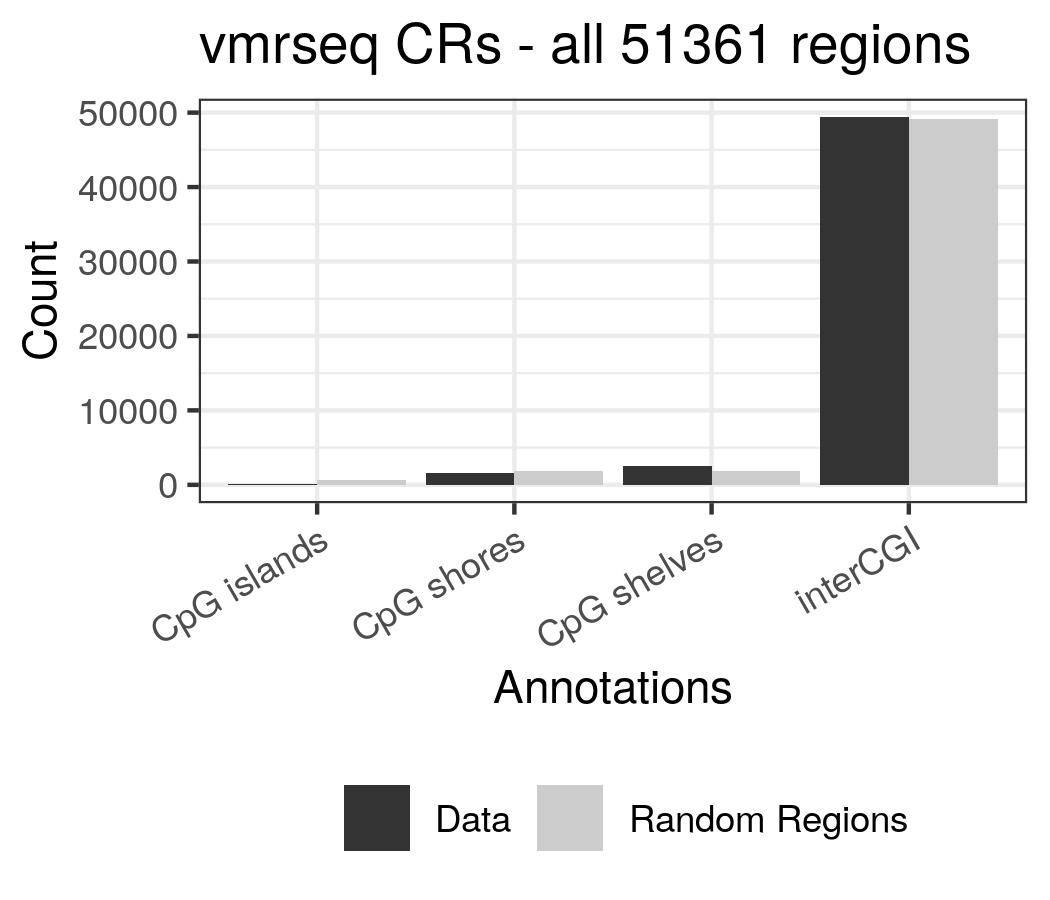 vmrseq CRs - all 51361 regions
50000
40000
30000
20000
10000
0
Count
CpG islands
CpG shores
CpG shelves
interCGI
Annotations
Data
Random Regions